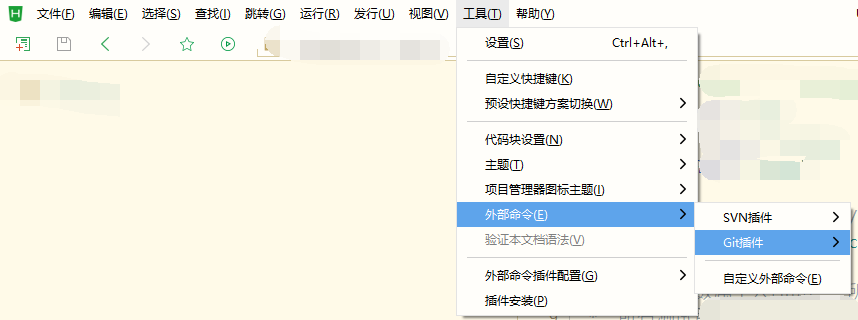 H 文件(F) 编辑(E) 选择(S) 查找(I) 跳转(G) 运行(R) 发行(U) 视图(V) 工具(T) 帮助(Y)
设置(S) Ctrl+Alt+,
自定义快捷键(K)
预设快捷键方案切换(W)
代码块设置(N)
主题(T)
项目管理器图标主题(I)
外部命令(E)
验证本文档语法(V)
外部命令插件配置(G)
插件安装(P)
SVN插件
Git插件
自定义外部命令(E)